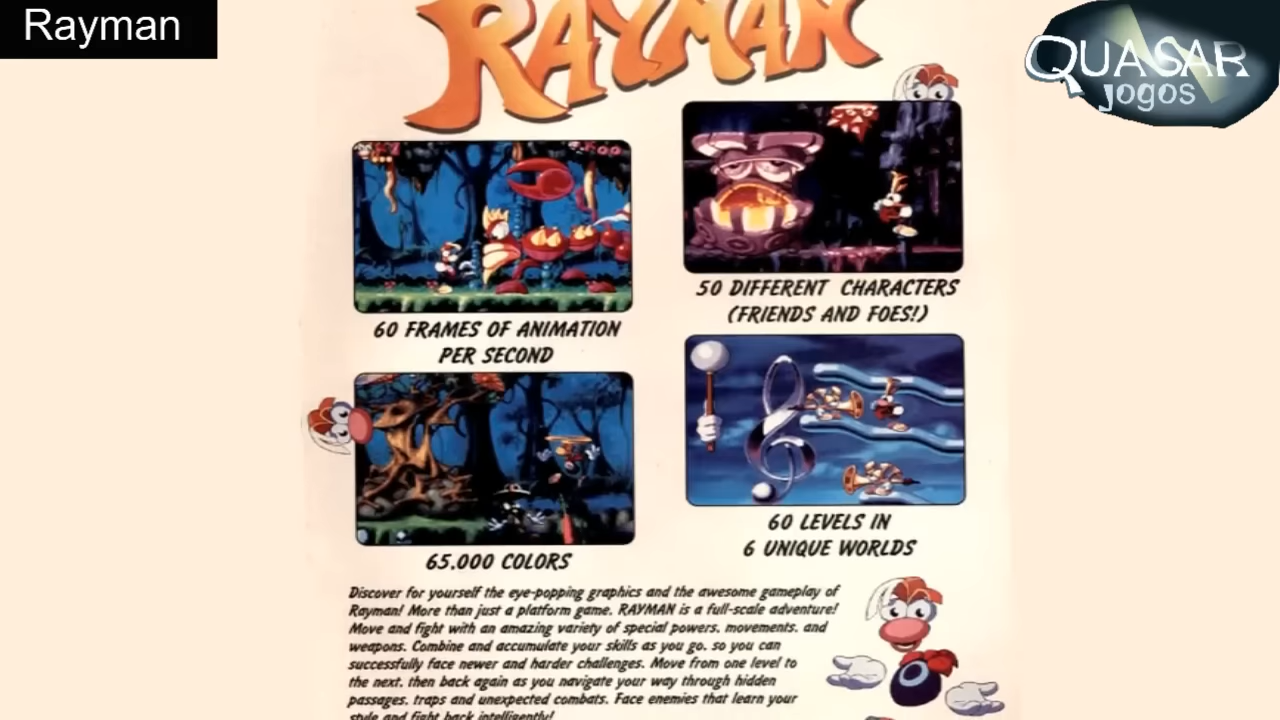 Rayman
RAYMAN
QUASAR
jogos
60 FRAMES OF ANIMATION
PER SECOND
50 DIFFERENT CHARACTERS
(FRIENDS AND FOES!)
65.000 COLORS
60 LEVELS IN
6 UNIQUE WORLDS
Discover for yourself the eye-popping graphics and the awesome gameplay of
Rayman! More than just a platform game. RAYMAN is a full-scale adventure!
Move and fight with an amazing variety of special powers. movements. and
weapons. Combine and accumulate your skills as you go. so you can
successfully face newer and harder challenges. Move from one level to
the next. then back again as you navigate your way through hidden
passages. traps and unexpected combats. Face enemies that learn your
style and fight back intelligently!